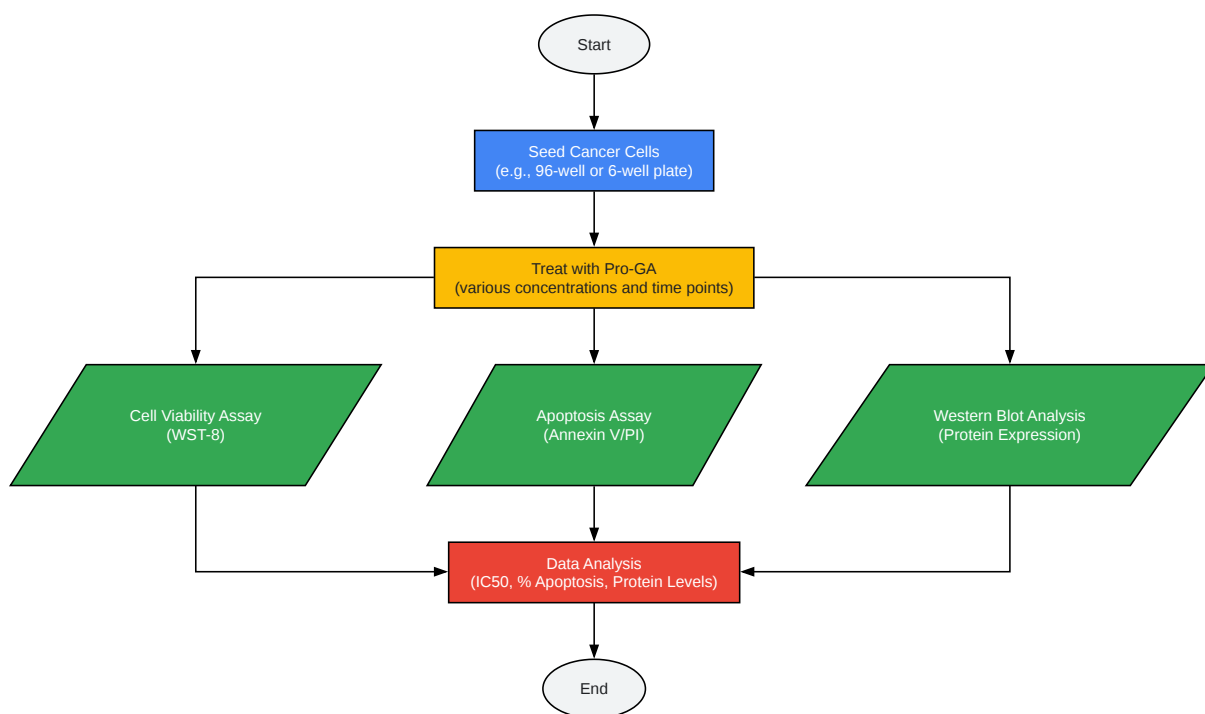 Start
Seed Cancer Cells
(e.g., 96-well or 6-well plate)
Treat with Pro-GA
(various concentrations and time points)
Cell Viability Assay
(WST-8)
Apoptosis Assay
(Annexin V/PI)
Western Blot Analysis
(Protein Expression)
Data Analysis
(IC50, % Apoptosis, Protein Levels)
End